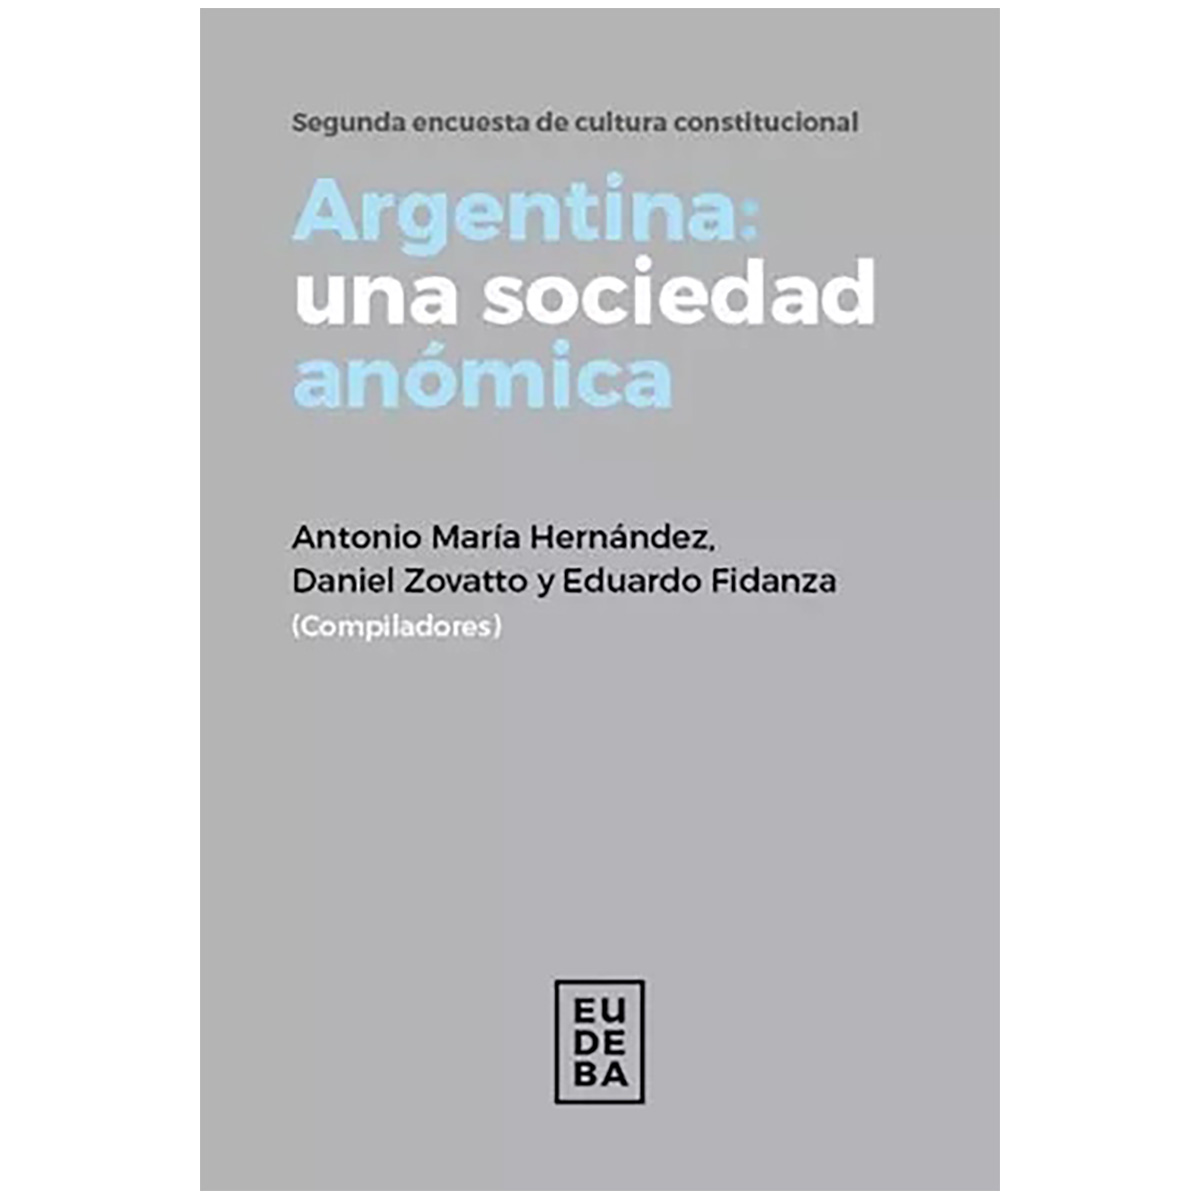 Segunda encuesta de cultura constitucional
Argentina:
una sociedad
anómica
Antonio María Hernández,
Daniel Zovatto y Eduardo Fidanza
(Compiladores)
EU
DE
BA